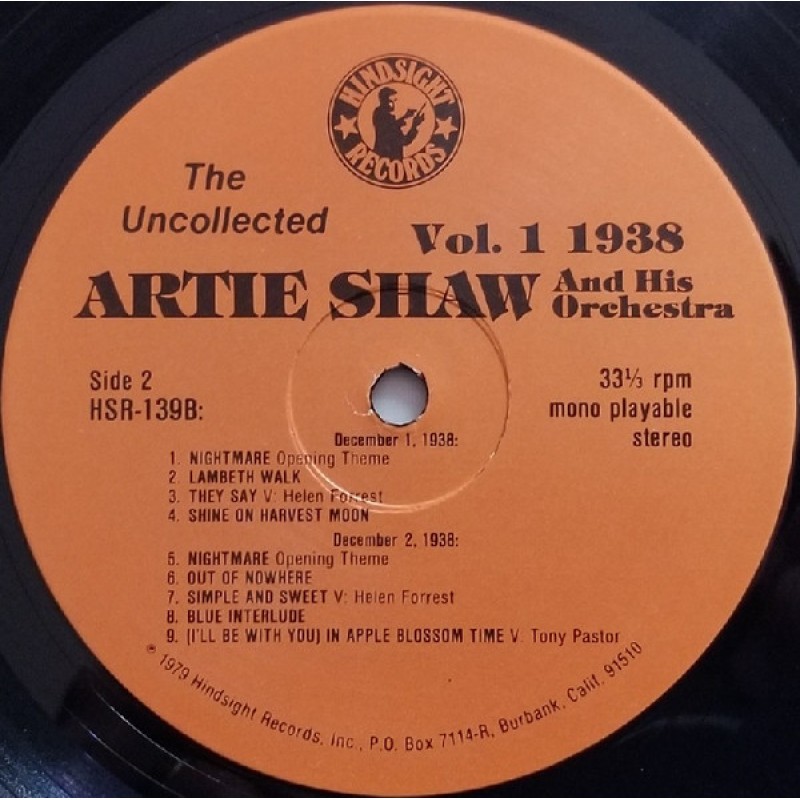 HINDSIGHT RECORDS
The
Uncollected
Vol. 1 1938
ARTIE SHAW And His Orchestra
Side 2
HSR-139B:
33⅓ rpm
mono playable
stereo
December 1, 1938:
1. NIGHTMARE Opening Theme
2. LAMBETH WALK
3. THEY SAY V: Helen Forrest
4. SHINE ON HARVEST MOON
December 2, 1938:
5. NIGHTMARE Opening Theme
6. OUT OF NOWHERE
7. SIMPLE AND SWEET V: Helen Forrest
8. BLUE INTERLUDE
9. (I'LL BE WITH YOU) IN APPLE BLOSSOM TIME V: Tony Pastor
℗ 1979 Hindsight Records, Inc., P.O. Box 7114-R, Burbank, Calif. 91510